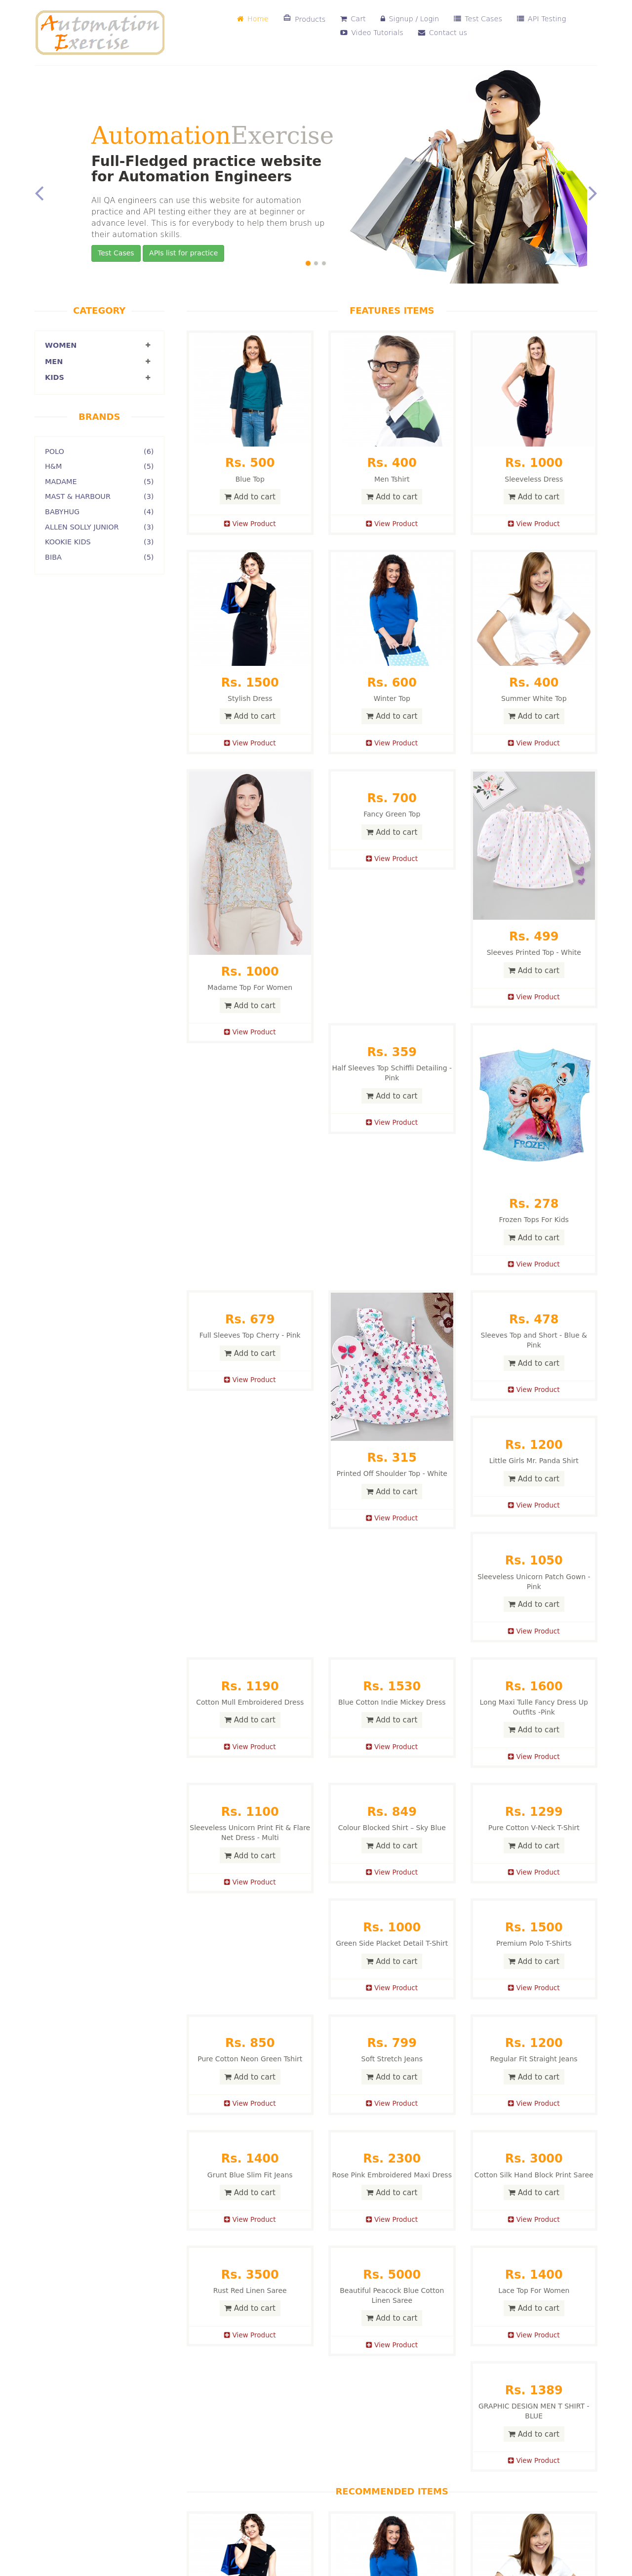 Automation
Exercise
Home
Products
Cart
Signup / Login
Test Cases
API Testing
Video Tutorials
Contact us
AutomationExercise
Full-Fledged practice website
for Automation Engineers
All QA engineers can use this website for automation
practice and API testing either they are at beginner or
advance level. This is for everybody to help them brush up
their automation skills.
Test Cases
APIs list for practice
CATEGORY
WOMEN
MEN
KIDS
BRANDS
POLO (6)
H&M (5)
MADAME (5)
MAST & HARBOUR (3)
BABYHUG (4)
ALLEN SOLLY JUNIOR (3)
KOOKIE KIDS (3)
BIBA (5)
FEATURES ITEMS
Rs. 500
Blue Top
Add to cart
View Product
Rs. 400
Men Tshirt
Add to cart
View Product
Rs. 1000
Sleeveless Dress
Add to cart
View Product
Rs. 1500
Stylish Dress
Add to cart
View Product
Rs. 600
Winter Top
Add to cart
View Product
Rs. 400
Summer White Top
Add to cart
View Product
Rs. 1000
Madame Top For Women
Add to cart
View Product
Rs. 700
Fancy Green Top
Add to cart
View Product
Rs. 499
Sleeves Printed Top - White
Add to cart
View Product
Rs. 359
Half Sleeves Top Schiffli Detailing -
Pink
Add to cart
View Product
FROZEN
Rs. 278
Frozen Tops For Kids
Add to cart
View Product
Rs. 679
Full Sleeves Top Cherry - Pink
Add to cart
View Product
Rs. 315
Printed Off Shoulder Top - White
Add to cart
View Product
Rs. 478
Sleeves Top and Short - Blue &
Pink
Add to cart
View Product
Rs. 1200
Little Girls Mr. Panda Shirt
Add to cart
View Product
Rs. 1050
Sleeveless Unicorn Patch Gown -
Pink
Add to cart
View Product
Rs. 1190
Cotton Mull Embroidered Dress
Add to cart
View Product
Rs. 1530
Blue Cotton Indie Mickey Dress
Add to cart
View Product
Rs. 1600
Long Maxi Tulle Fancy Dress Up
Outfits -Pink
Add to cart
View Product
Rs. 1100
Sleeveless Unicorn Print Fit & Flare
Net Dress - Multi
Add to cart
View Product
Rs. 849
Colour Blocked Shirt – Sky Blue
Add to cart
View Product
Rs. 1299
Pure Cotton V-Neck T-Shirt
Add to cart
View Product
Rs. 1000
Green Side Placket Detail T-Shirt
Add to cart
View Product
Rs. 1500
Premium Polo T-Shirts
Add to cart
View Product
Rs. 850
Pure Cotton Neon Green Tshirt
Add to cart
View Product
Rs. 799
Soft Stretch Jeans
Add to cart
View Product
Rs. 1200
Regular Fit Straight Jeans
Add to cart
View Product
Rs. 1400
Grunt Blue Slim Fit Jeans
Add to cart
View Product
Rs. 2300
Rose Pink Embroidered Maxi Dress
Add to cart
View Product
Rs. 3000
Cotton Silk Hand Block Print Saree
Add to cart
View Product
Rs. 3500
Rust Red Linen Saree
Add to cart
View Product
Rs. 5000
Beautiful Peacock Blue Cotton
Linen Saree
Add to cart
View Product
Rs. 1400
Lace Top For Women
Add to cart
View Product
Rs. 1389
GRAPHIC DESIGN MEN T SHIRT -
BLUE
Add to cart
View Product
RECOMMENDED ITEMS